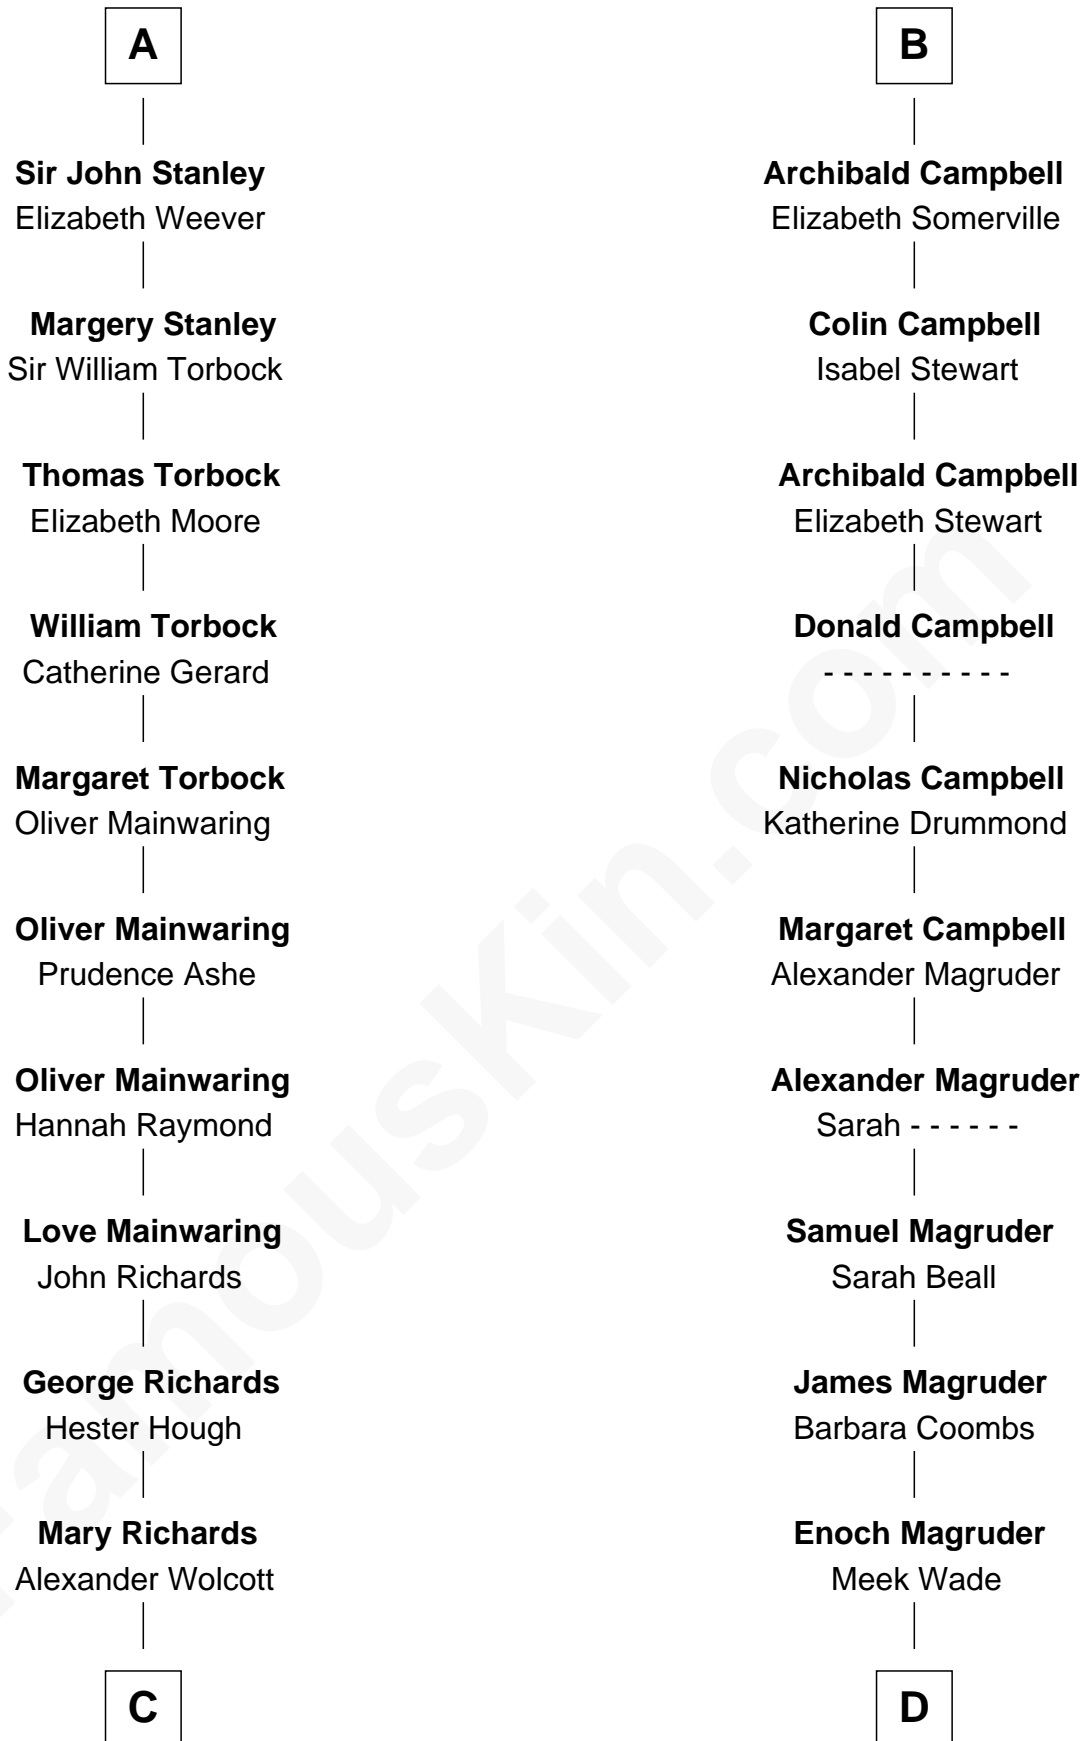 A
Sir John Stanley
Elizabeth Weever
Margery Stanley
Sir William Torbock
Thomas Torbock
Elizabeth Moore
William Torbock
Catherine Gerard
Margaret Torbock
Oliver Mainwaring
Oliver Mainwaring
Prudence Ashe
Oliver Mainwaring
Hannah Raymond
Love Mainwaring
John Richards
George Richards
Hester Hough
Mary Richards
Alexander Wolcott
C
B
Archibald Campbell
Elizabeth Somerville
Colin Campbell
Isabel Stewart
Archibald Campbell
Elizabeth Stewart
Donald Campbell
- - - - - - - - - -
Nicholas Campbell
Katherine Drummond
Margaret Campbell
Alexander Magruder
Alexander Magruder
Sarah - - - - - -
Samuel Magruder
Sarah Beall
James Magruder
Barbara Coombs
Enoch Magruder
Meek Wade
D
FamousKin.com